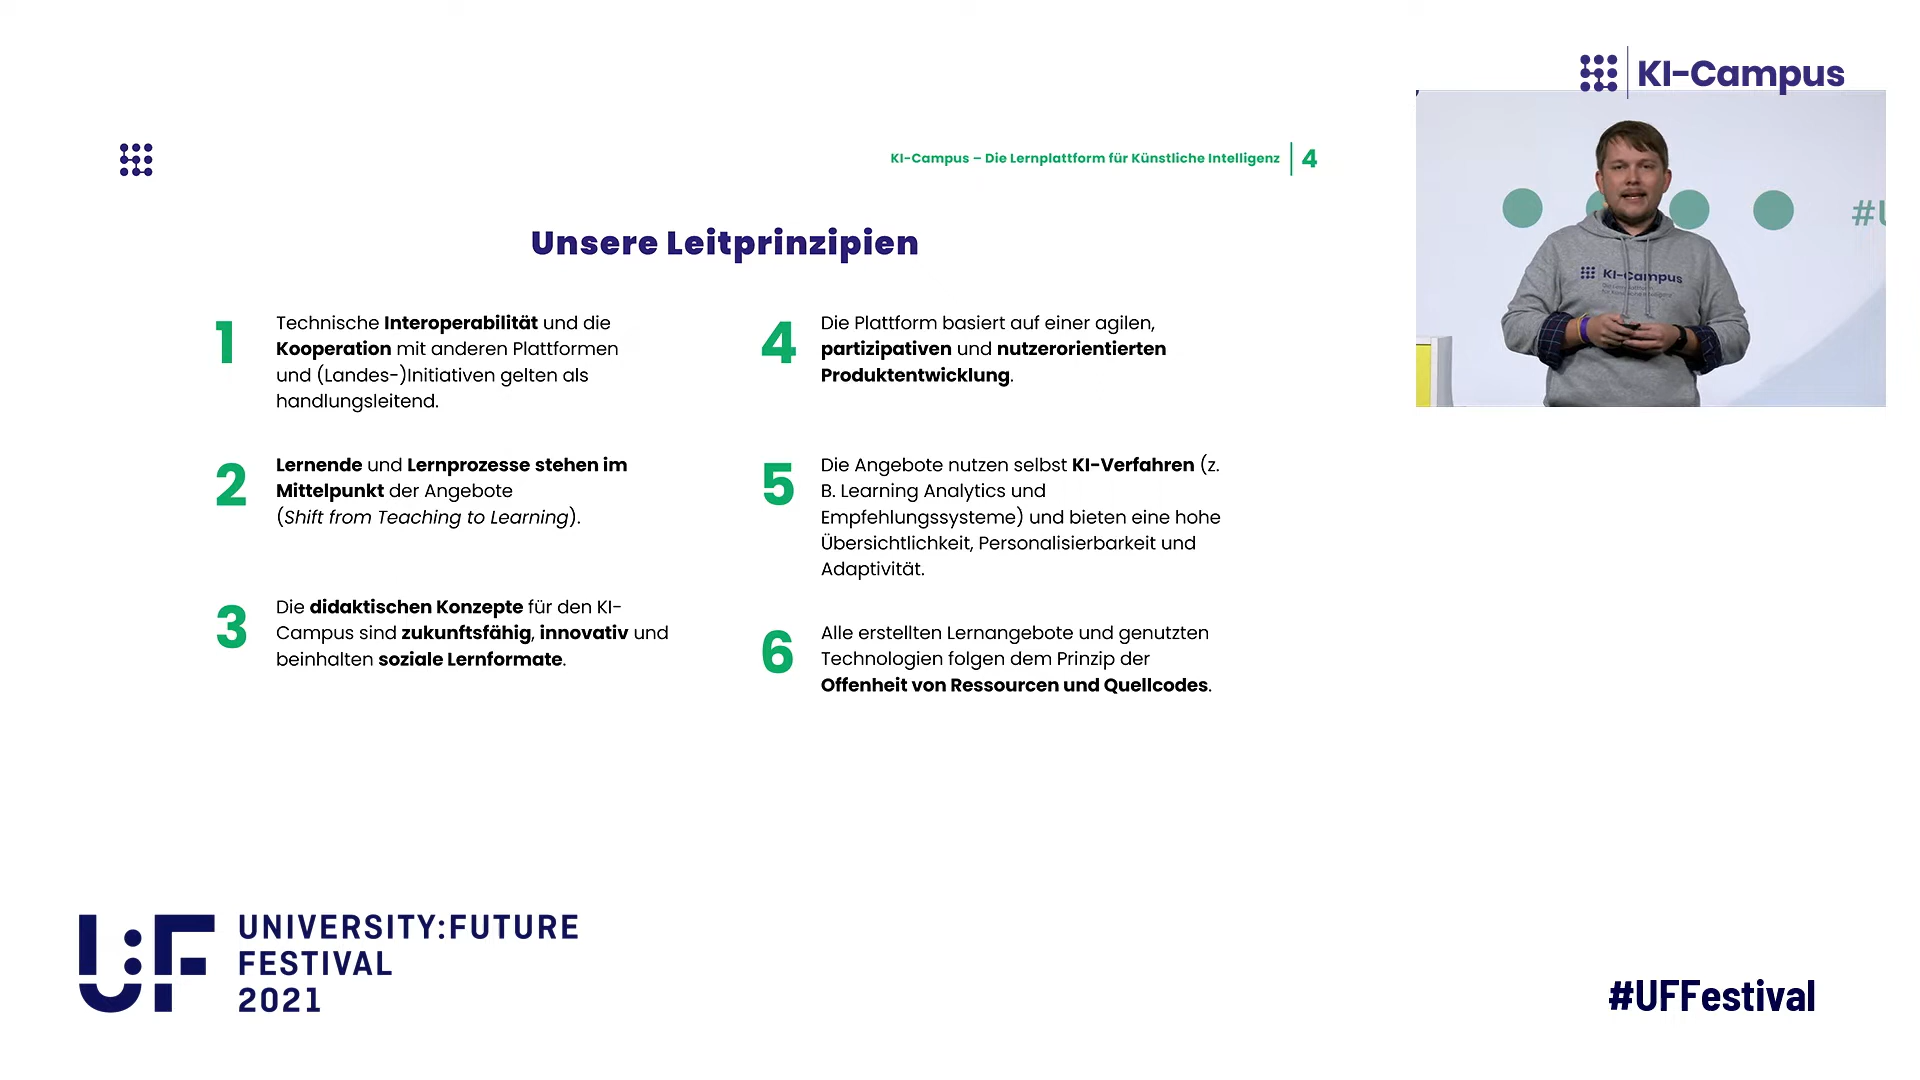 KI-Campus
KI-Campus – Die Lernplattform für Künstliche Intelligenz | 4
Unsere Leitprinzipien
1
Technische Interoperabilität und die
Kooperation mit anderen Plattformen
und (Landes-)Initiativen gelten als
handlungsleitend.
2
Lernende und Lernprozesse stehen im
Mittelpunkt der Angebote
(Shift from Teaching to Learning).
3
Die didaktischen Konzepte für den KI-
Campus sind zukunftsfähig, innovativ und
beinhalten soziale Lernformate.
4
Die Plattform basiert auf einer agilen,
partizipativen und nutzerorientierten
Produktentwicklung.
5
Die Angebote nutzen selbst KI-Verfahren (z.
B. Learning Analytics und
Empfehlungssysteme) und bieten eine hohe
Übersichtlichkeit, Personalisierbarkeit und
Adaptivität.
6
Alle erstellten Lernangebote und genutzten
Technologien folgen dem Prinzip der
Offenheit von Ressourcen und Quellcodes.
#U
KI-Campus
U:F
UNIVERSITY:FUTURE
FESTIVAL
2021
#UFFestival